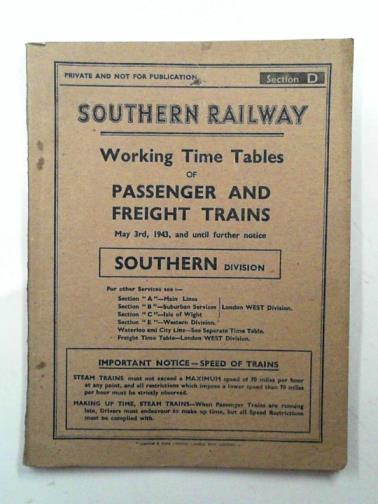 PRIVATE AND NOT FOR PUBLICATION
Section D
SOUTHERN RAILWAY
Working Time Tables
OF
PASSENGER AND
FREIGHT TRAINS
May 3rd, 1943, and until further notice
SOUTHERN DIVISION
For other Services see :—
Section "A"—Main Lines
Section "B"—Suburban Services London WEST Division.
Section "C"—Isle of Wight
Section "E"—Western Division.
Waterloo and City Line—See Separate Time Table.
Freight Time Table—London WEST Division.
IMPORTANT NOTICE—SPEED OF TRAINS
STEAM TRAINS must not exceed a MAXIMUM speed of 70 miles per hour
at any point, and all restrictions which impose a lower speed than 70 miles
per hour must be strictly observed.
MAKING UP TIME, STEAM TRAINS—When Passenger Trains are running
late, Drivers must endeavour to make up time, but all Speed Restrictions
must be complied with.